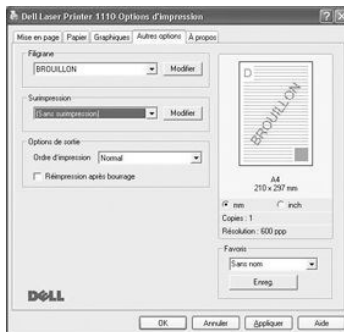 Dell Laser Printer 1110 Options d'impression
Mise en page Papier Graphiques Autres options À propos
Filigrane
BROUILLON Modifier
Surimpression
(Sans surimpression) Modifier
Options de sortie
Ordre d'impression Normal
Réimpression après bourrage
D
BROUILLON
A4
210 x 297 mm
mm inch
Copies : 1
Résolution : 600 ppp
Favoris
Sans nom
Enreg.
DELL
OK Annuler Appliquer Aide